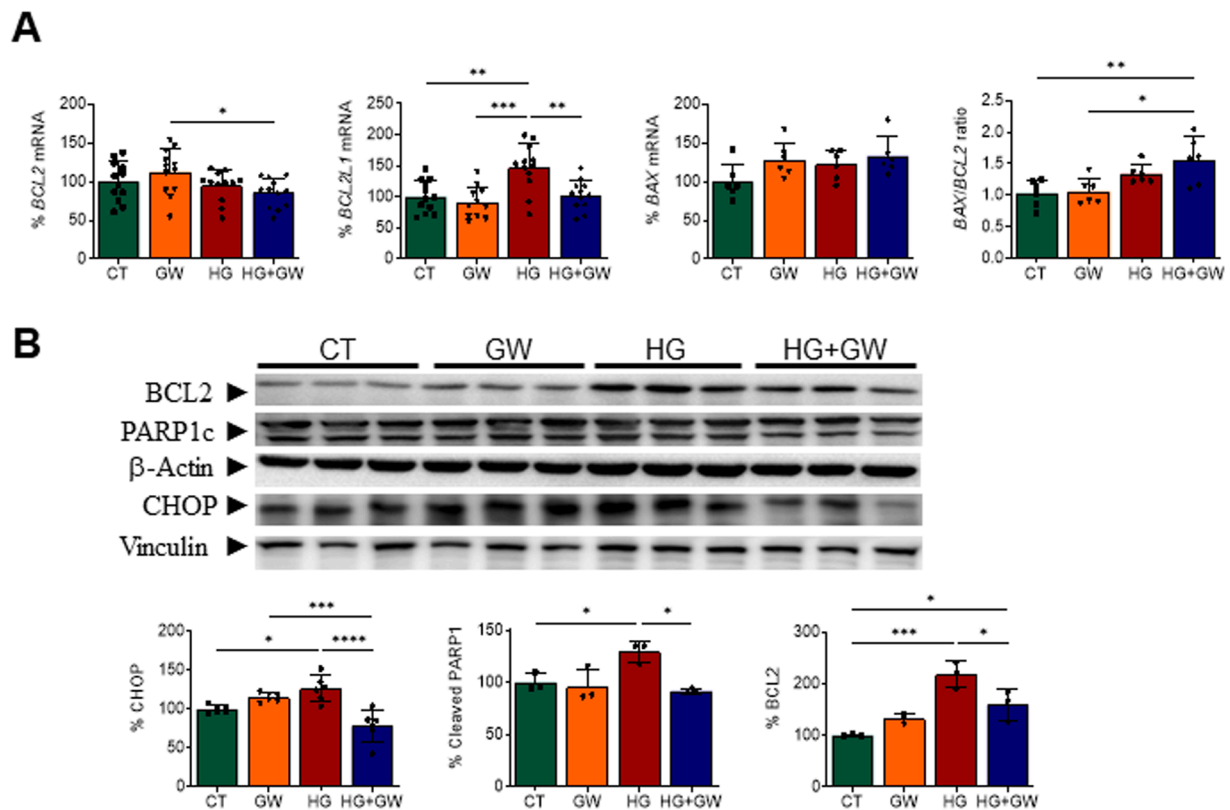 A
% BCL2 mRNA
200
150
100
50
0
CT GW HG HG+GW
*
% BCL2L1 mRNA
250
200
150
100
50
0
CT GW HG HG+GW
**
*** **
% BAX mRNA
200
150
100
50
0
CT GW HG HG+GW
BAX/BCL2 ratio
2.5
2.0
1.5
1.0
0.5
0.0
CT GW HG HG+GW
**
*
B
CT GW HG HG+GW
BCL2
PARP1c
β-Actin
CHOP
Vinculin
% CHOP
200
150
100
50
0
CT GW HG HG+GW
***
* ****
% Cleaved PARP1
150
100
50
0
CT GW HG HG+GW
* *
% BCL2
300
200
100
0
CT GW HG HG+GW
*
*** *